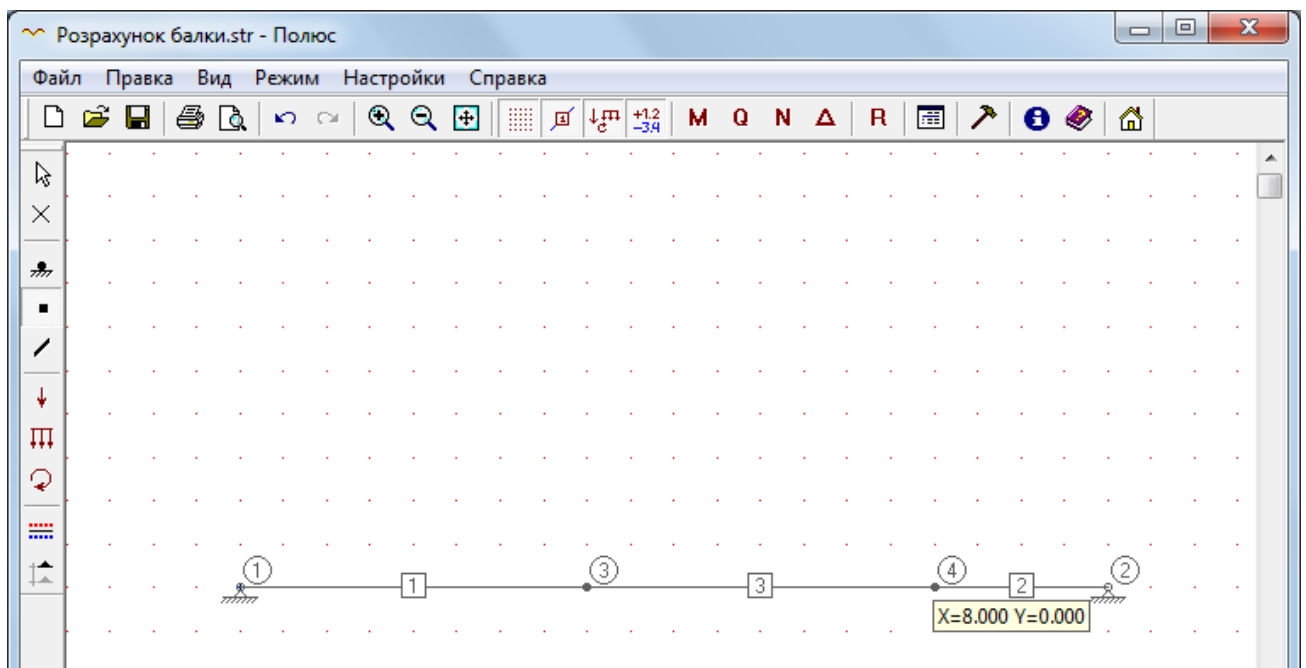 Розрахунок балки.str - Полюс
Файл Правка Вид Режим Настройки Справка
+1.2
-3.4
C
M Q N Δ R
1 3 4 2
1 3 2
X=8.000 Y=0.000